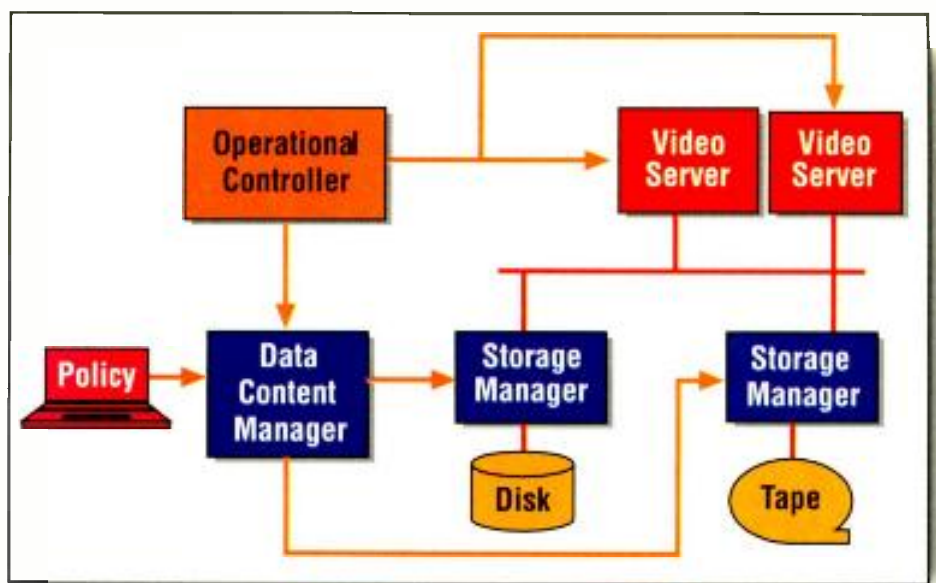 Operational
Controller
Video
Server
Video
Server
Policy
Data
Content
Manager
Storage
Manager
Storage
Manager
Disk
Tape